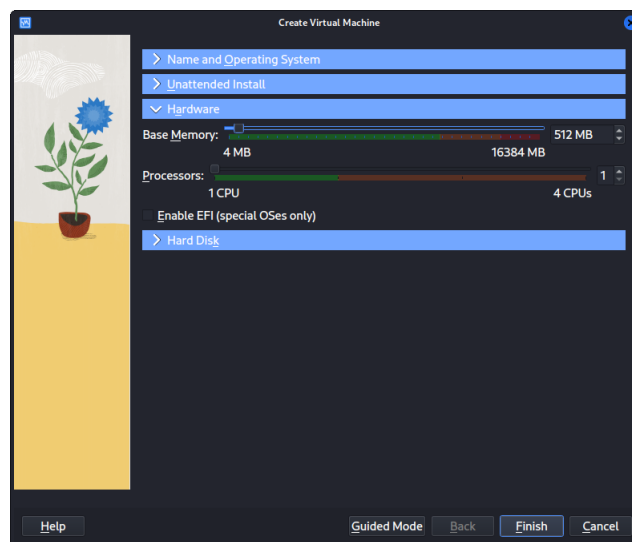 Create Virtual Machine
Name and Operating System
Unattended Install
Hardware
Base Memory: 512 MB
4 MB 16384 MB
Processors: 1
1 CPU 4 CPUs
Enable EFI (special OSes only)
Hard Disk
Help Guided Mode Back Finish Cancel